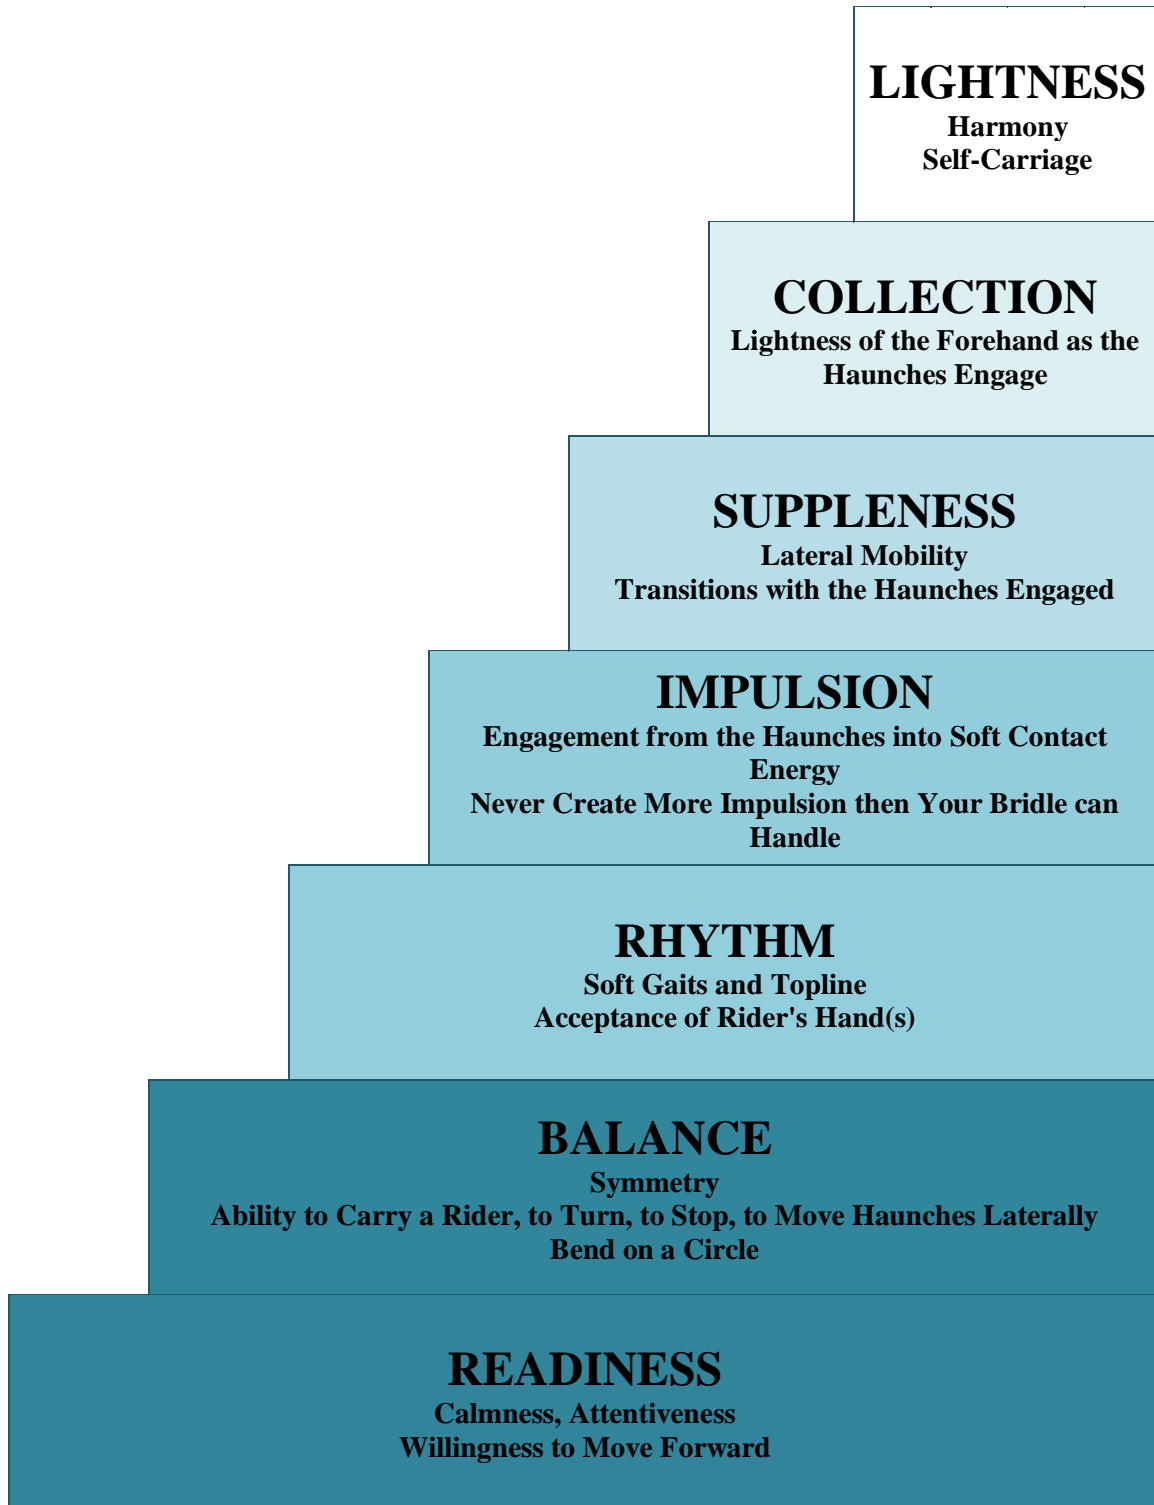 LIGHTNESS
Harmony
Self-Carriage
COLLECTION
Lightness of the Forehand as the
Haunches Engage
SUPPLENESS
Lateral Mobility
Transitions with the Haunches Engaged
IMPULSION
Engagement from the Haunches into Soft Contact
Energy
Never Create More Impulsion then Your Bridle can
Handle
RHYTHM
Soft Gaits and Topline
Acceptance of Rider's Hand(s)
BALANCE
Symmetry
Ability to Carry a Rider, to Turn, to Stop, to Move Haunches Laterally
Bend on a Circle
READINESS
Calmness, Attentiveness
Willingness to Move Forward